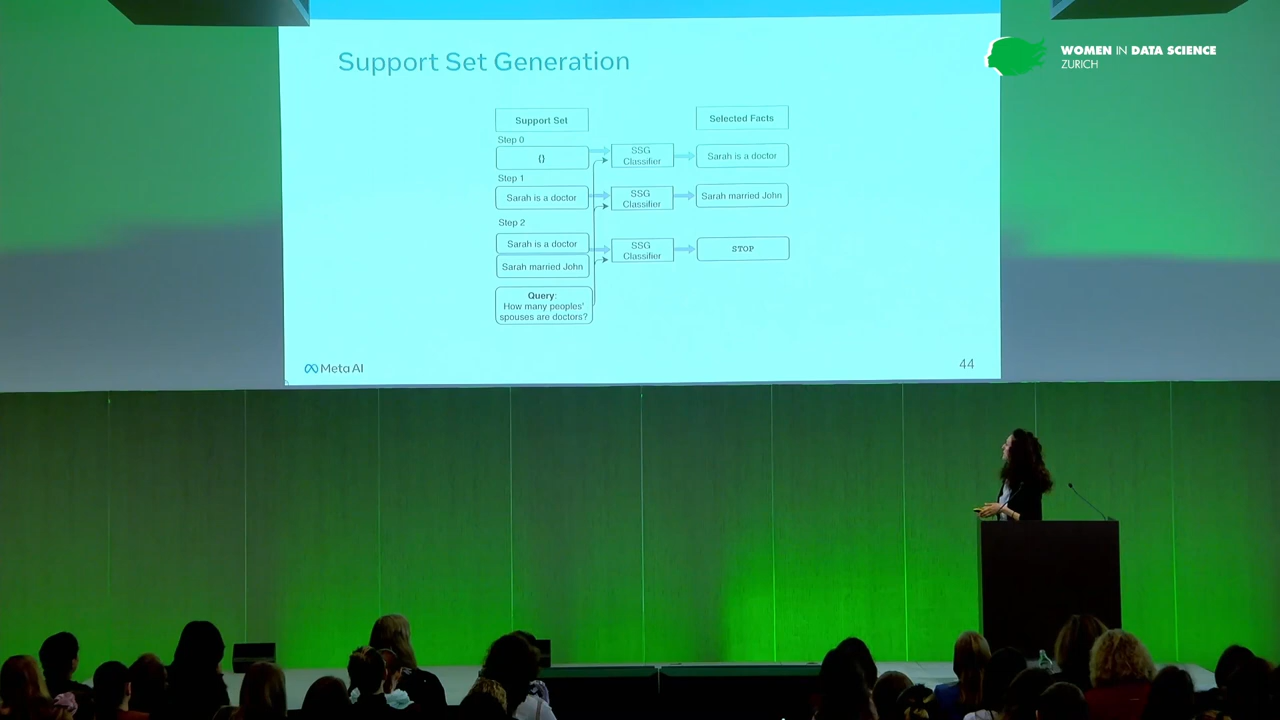 WOMEN IN DATA SCIENCE
ZURICH
Support Set Generation
Support Set
Selected Facts
Step 0
{}
SSG
Classifier
Sarah is a doctor
Step 1
Sarah is a doctor
SSG
Classifier
Sarah married John
Step 2
Sarah is a doctor
Sarah married John
SSG
Classifier
STOP
Query:
How many peoples'
spouses are doctors?
Meta AI
44